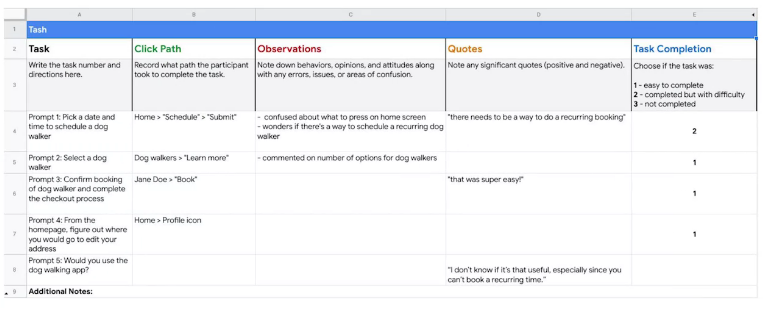 A B C D E
1 Tash
2 Task Click Path Observations Quotes Task Completion
3
Write the task number and
directions here.
Record what path the participant
took to complete the task.
Note down behaviors, opinions, and attitudes along
with any errors, issues, or areas of confusion.
Note any significant quotes (positive and negative).
Choose if the task was:
1 - easy to complete
2 - completed but with difficulty
3 - not completed
4
Prompt 1: Pick a date and
time to schedule a dog
walker
Home > "Schedule" > "Submit"
- confused about what to press on home screen
- wonders if there's a way to schedule a recurring dog
walker
"there needs to be a way to do a recurring booking"
2
5
Prompt 2: Select a dog
walker
Dog walkers > "Learn more"
- commented on number of options for dog walkers
1
6
Prompt 3: Confirm booking
of dog walker and complete
the checkout process
Jane Doe > "Book"
"that was super easy!"
1
7
Prompt 4: From the
homepage, figure out where
you would go to edit your
address
Home > Profile icon
1
8
Prompt 5: Would you use the
dog walking app?
"I don't know if it's that useful, especially since you
can't book a recurring time."
9
Additional Notes: